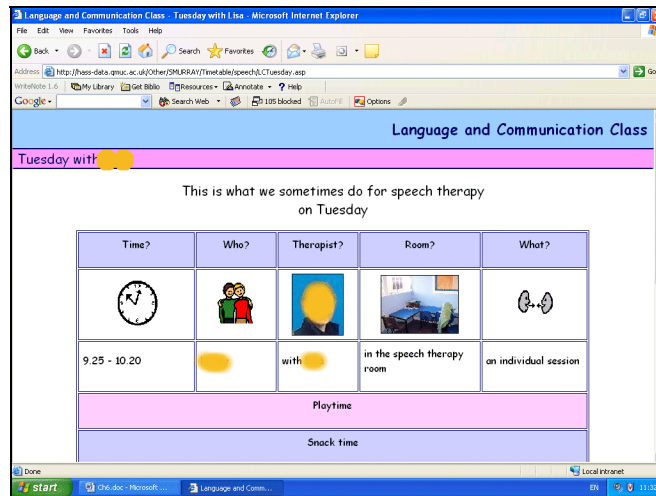 Language and Communication Class - Tuesday with Lisa - Microsoft Internet Explorer
File Edit View Favorites Tools Help
Back Search Favorites
Address http://hass-data.qmuc.ac.uk/Other/SMURRAY/Timetable/speech/LCTuesday.asp Go
WriteNote 1.6 My Library Get Biblio Resources Annotate ? Help
Google Search Web 105 blocked AutoFill Options
Language and Communication Class
Tuesday with
This is what we sometimes do for speech therapy
on Tuesday
Time? Who? Therapist? Room? What?
9.25 - 10.20 with in the speech therapy room an individual session
Playtime
Snack time
Done Local intranet
start Ch6.doc - Microsoft ... Language and Comm... EN 11:32